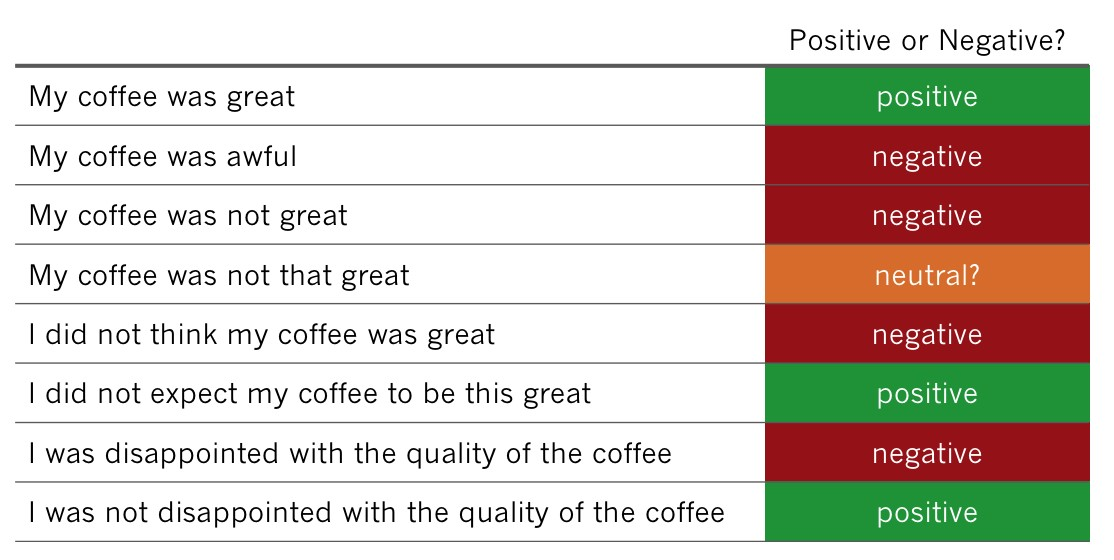 Positive or Negative?
My coffee was great positive
My coffee was awful negative
My coffee was not great negative
My coffee was not that great neutral?
I did not think my coffee was great negative
I did not expect my coffee to be this great positive
I was disappointed with the quality of the coffee negative
I was not disappointed with the quality of the coffee positive